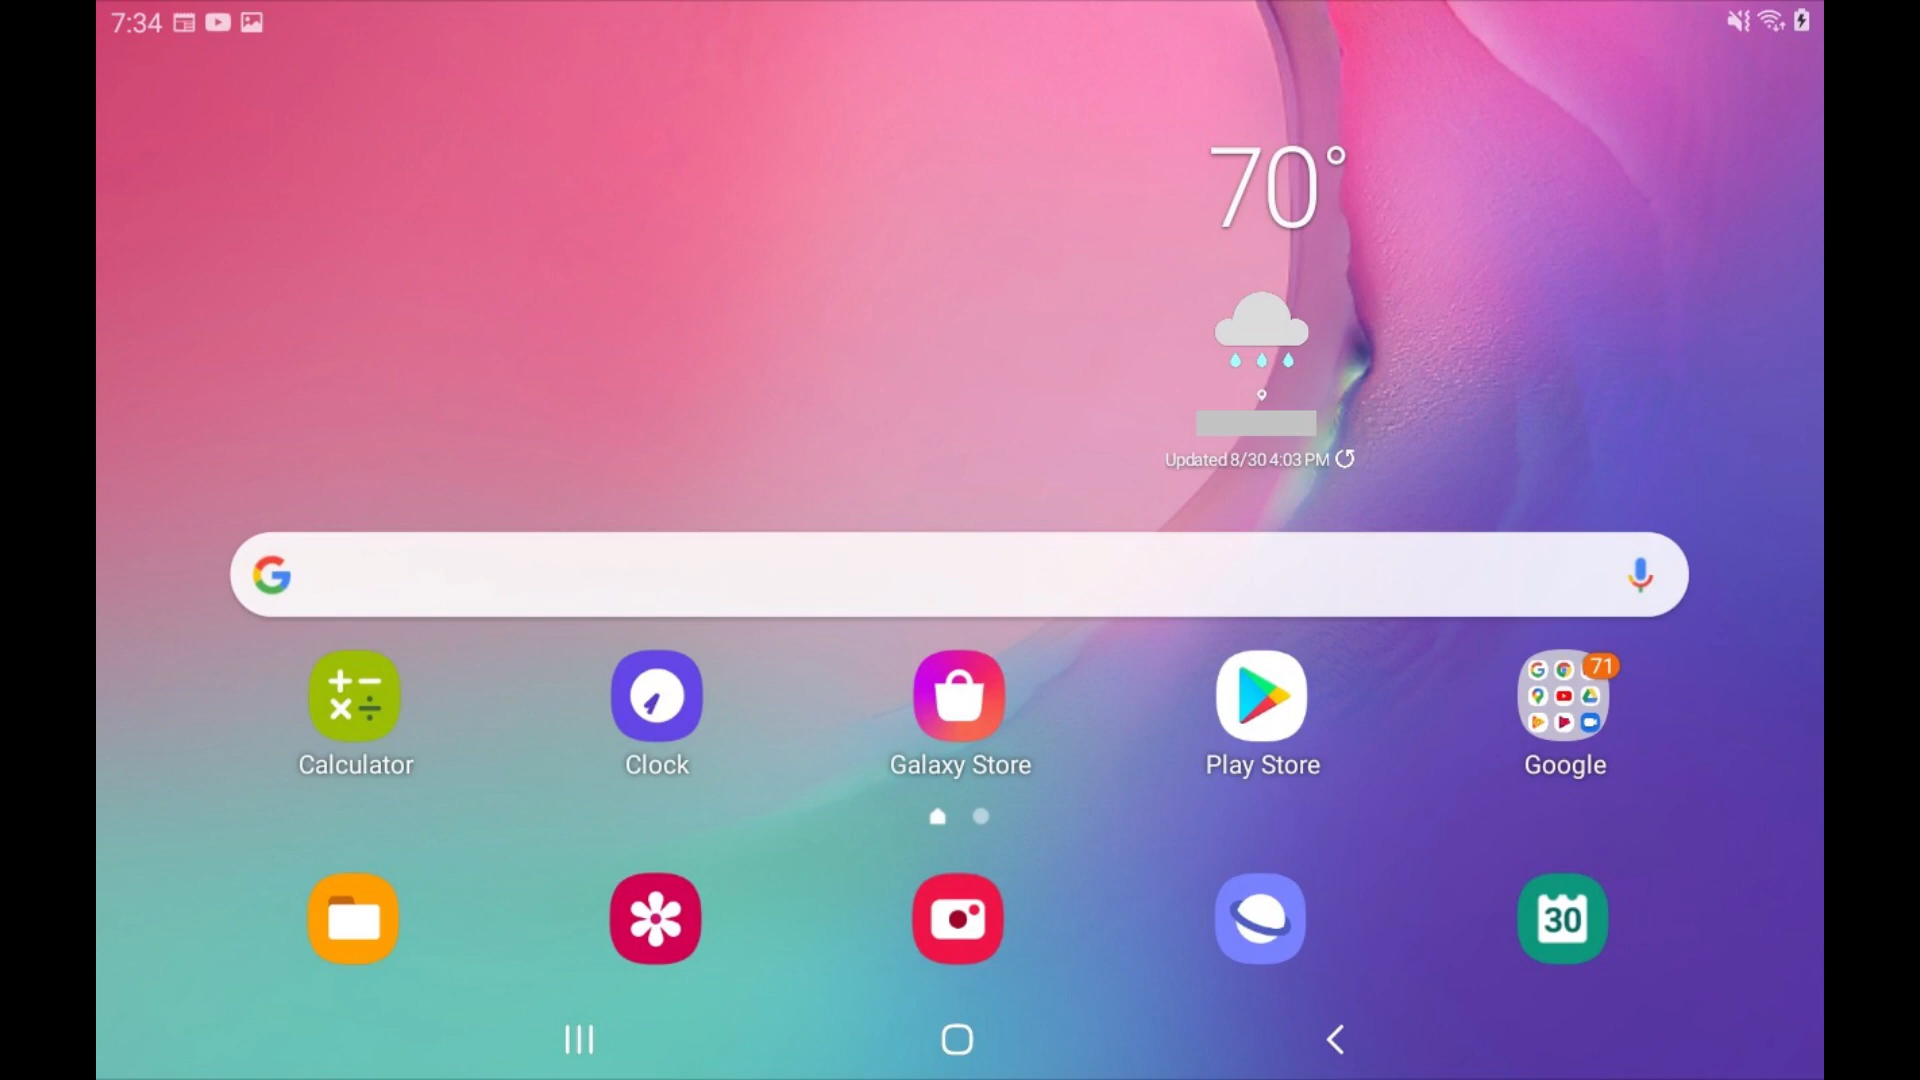 7:34
70°
Updated 8/30 4:03 PM
71
Calculator
Clock
Galaxy Store
Play Store
Google
30